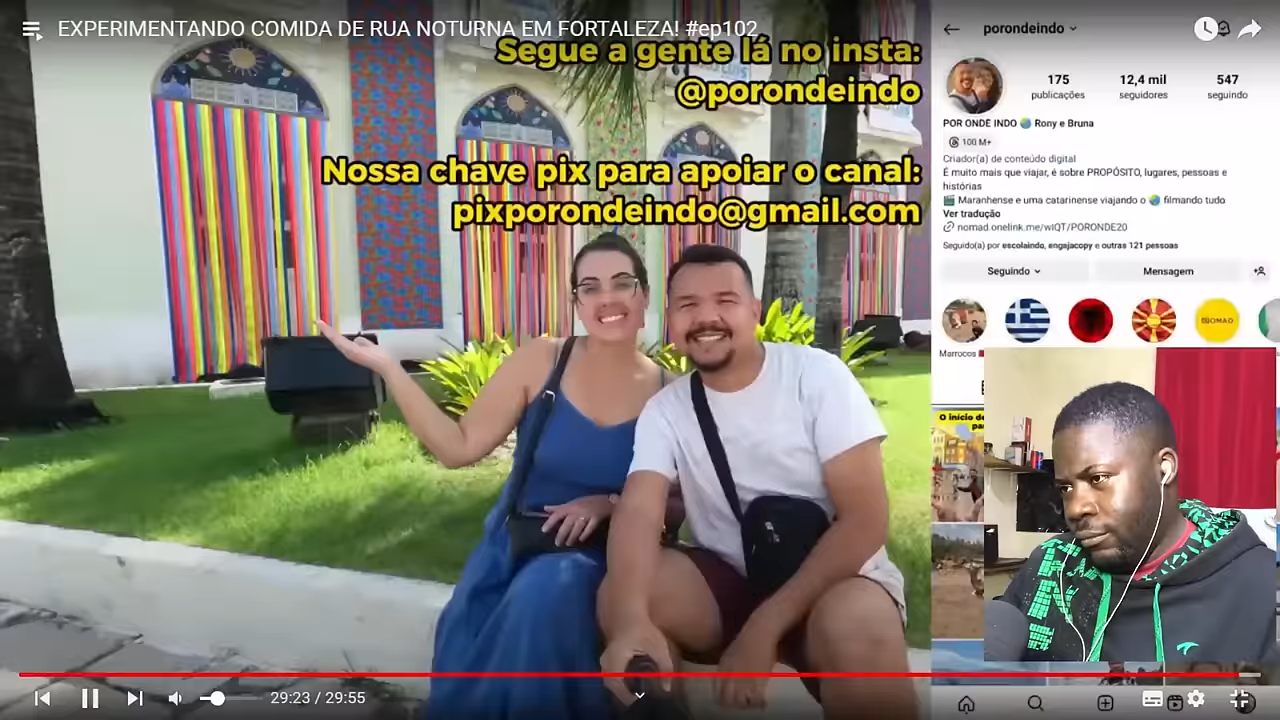 EXPERIMENTANDO COMIDA DE RUA NOTURNA EM FORTALEZA! #ep102
Segue a gente lá no insta:
@porondeindo
Nossa chave pix para apoiar o canal:
pixporondeindo@gmail.com
porondeindo
175
12,4 mil
547
publicações
seguidores
seguindo
POR ONDE INDO Rony e Bruna
100 M+
Criador(a) de conteúdo digital
É muito mais que viajar, é sobre PROPÓSITO, lugares, pessoas e
histórias
Maranhense e uma catarinense viajando o filmando tudo
Ver tradução
nomad.onelink.me/wIQT/PORONDE20
Seguido(a) por escolaindo, engajacopy e outras 121 pessoas
Seguindo
Mensagem
NOMAD
Marrocos
O início de
29:23 / 29:55